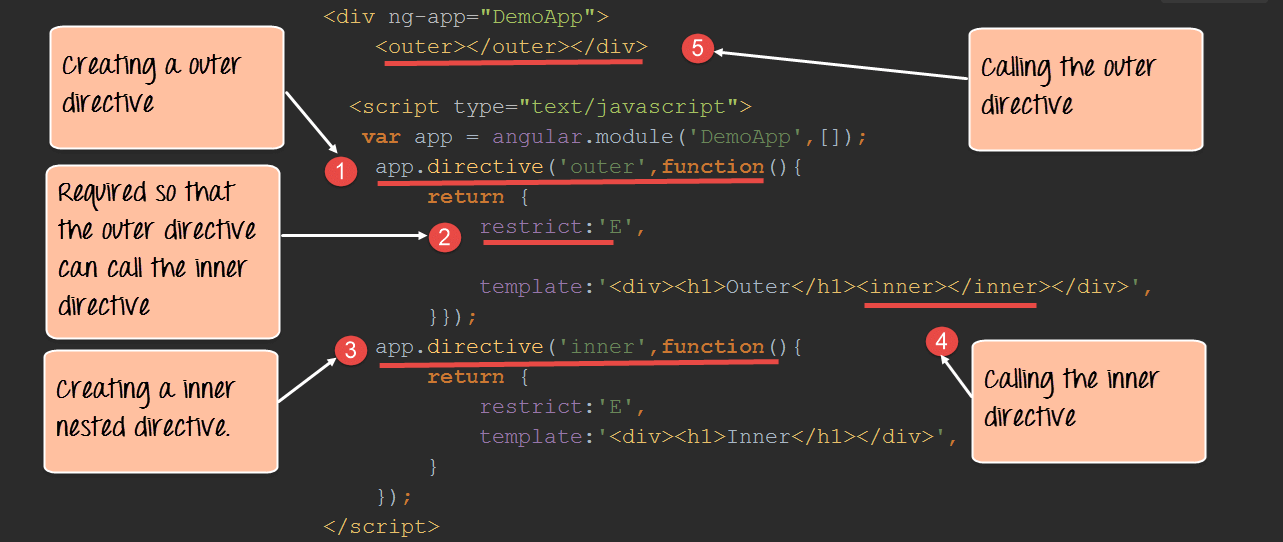 <div ng-app="DemoApp">
<outer></outer></div>
5
Creating a outer
directive
Calling the outer
directive
<script type="text/javascript">
var app = angular.module('DemoApp',[]);
1
app.directive('outer',function(){
return {
Required so that
the outer directive
can call the inner
directive
2
restrict:'E',
template:'<div><h1>Outer</h1><inner></inner></div>',
}});
3
app.directive('inner',function(){
4
return {
Creating a inner
nested directive.
Calling the inner
directive
restrict:'E',
template:'<div><h1>Inner</h1></div>',
}
});
</script>